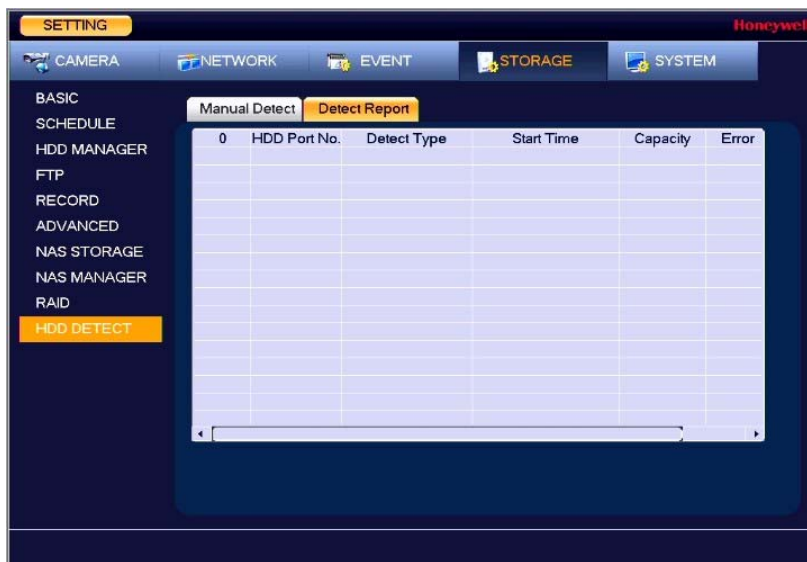 SETTING
Honeywell
CAMERA NETWORK EVENT STORAGE SYSTEM
BASIC
SCHEDULE
HDD MANAGER
FTP
RECORD
ADVANCED
NAS STORAGE
NAS MANAGER
RAID
HDD DETECT
Manual Detect Detect Report
0 HDD Port No. Detect Type Start Time Capacity Error